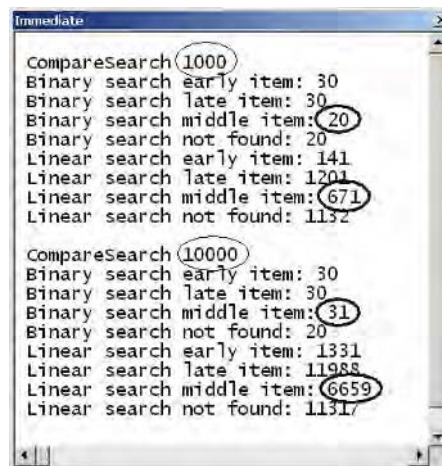 Immediate
CompareSearch 1000
Binary search early item: 30
Binary search late item: 30
Binary search middle item: 20
Binary search not found: 20
Linear search early item: 141
Linear search late item: 1201
Linear search middle item: 671
Linear search not found: 1132
CompareSearch 10000
Binary search early item: 30
Binary search late item: 30
Binary search middle item: 31
Binary search not found: 20
Linear search early item: 1331
Linear search late item: 11988
Linear search middle item: 6659
Linear search not found: 11317